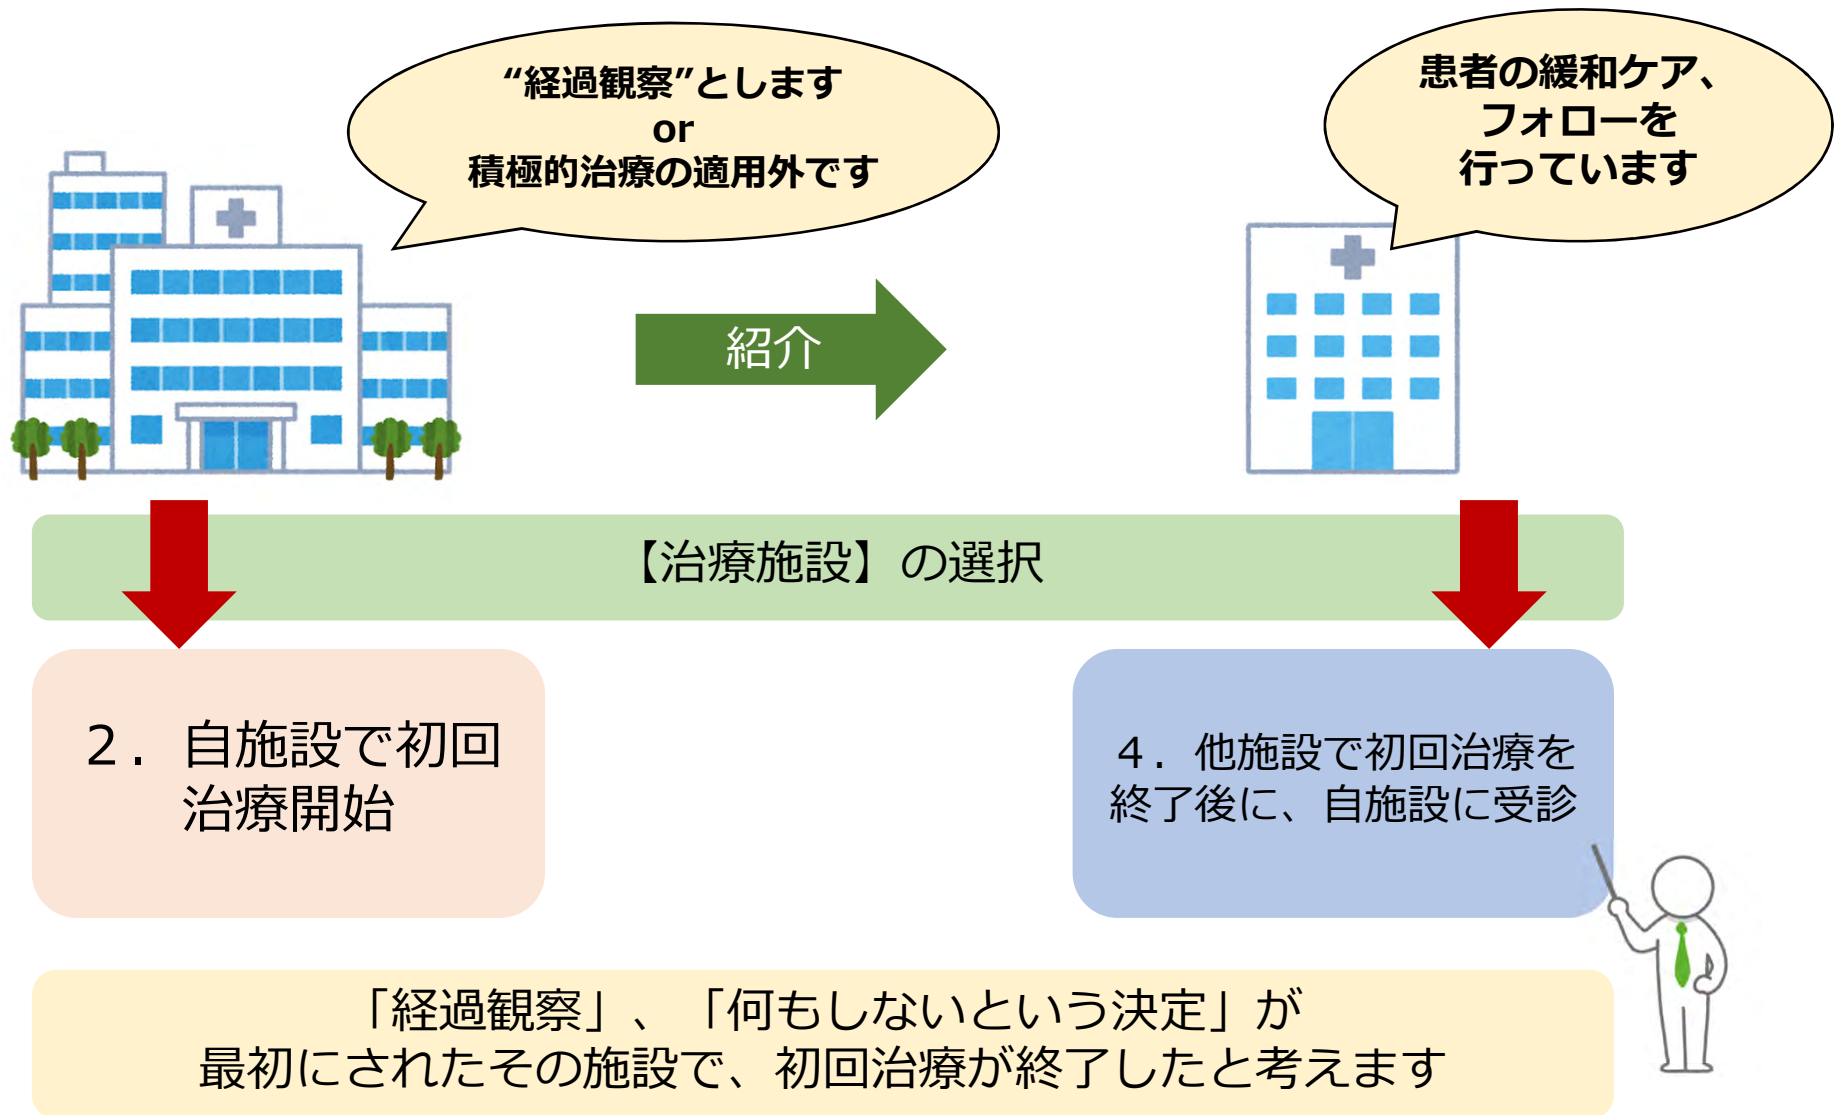 “経過観察”とします
or
積極的治療の適用外です
患者の緩和ケア、
フォローを
行っています
紹介
【治療施設】の選択
２．自施設で初回
治療開始
４．他施設で初回治療を
終了後に、自施設に受診
「経過観察」、「何もしないという決定」が
最初にされたその施設で、初回治療が終了したと考えます